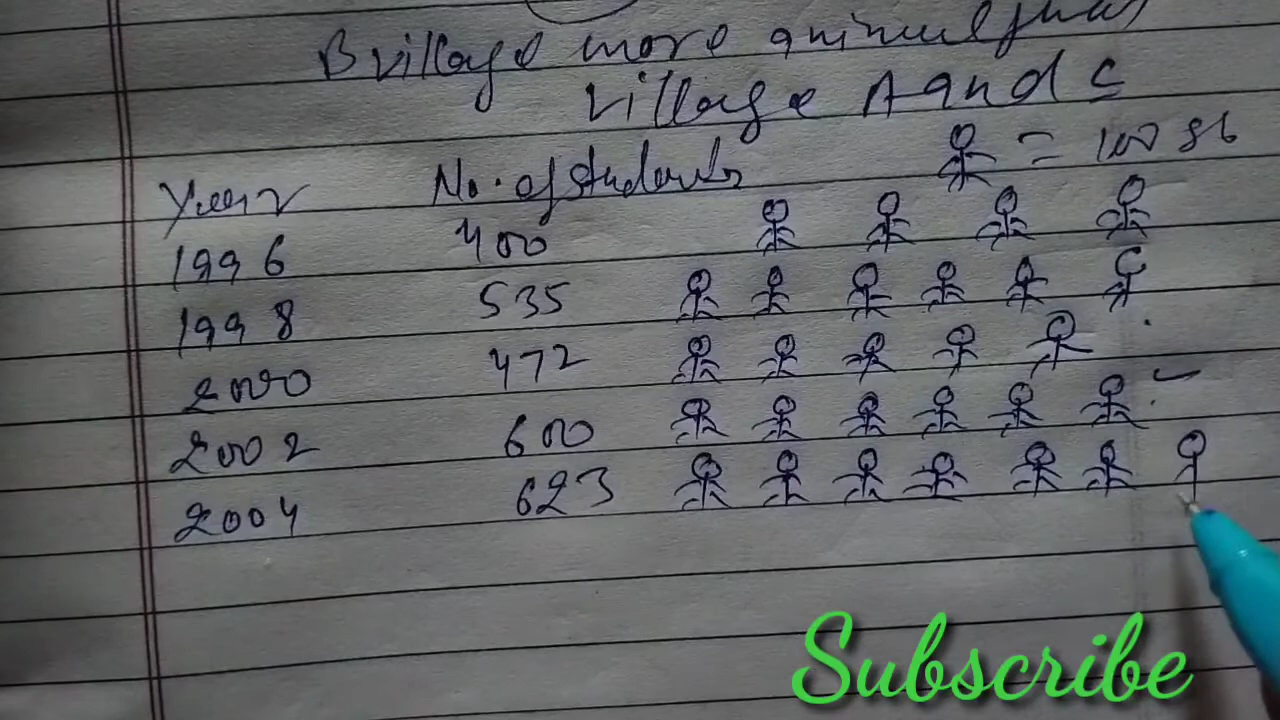 B village more animal than
village A and C
Year No. of students = 100 st
1996 400
1998 535
2000 472
2002 600
2004 623
Subscribe